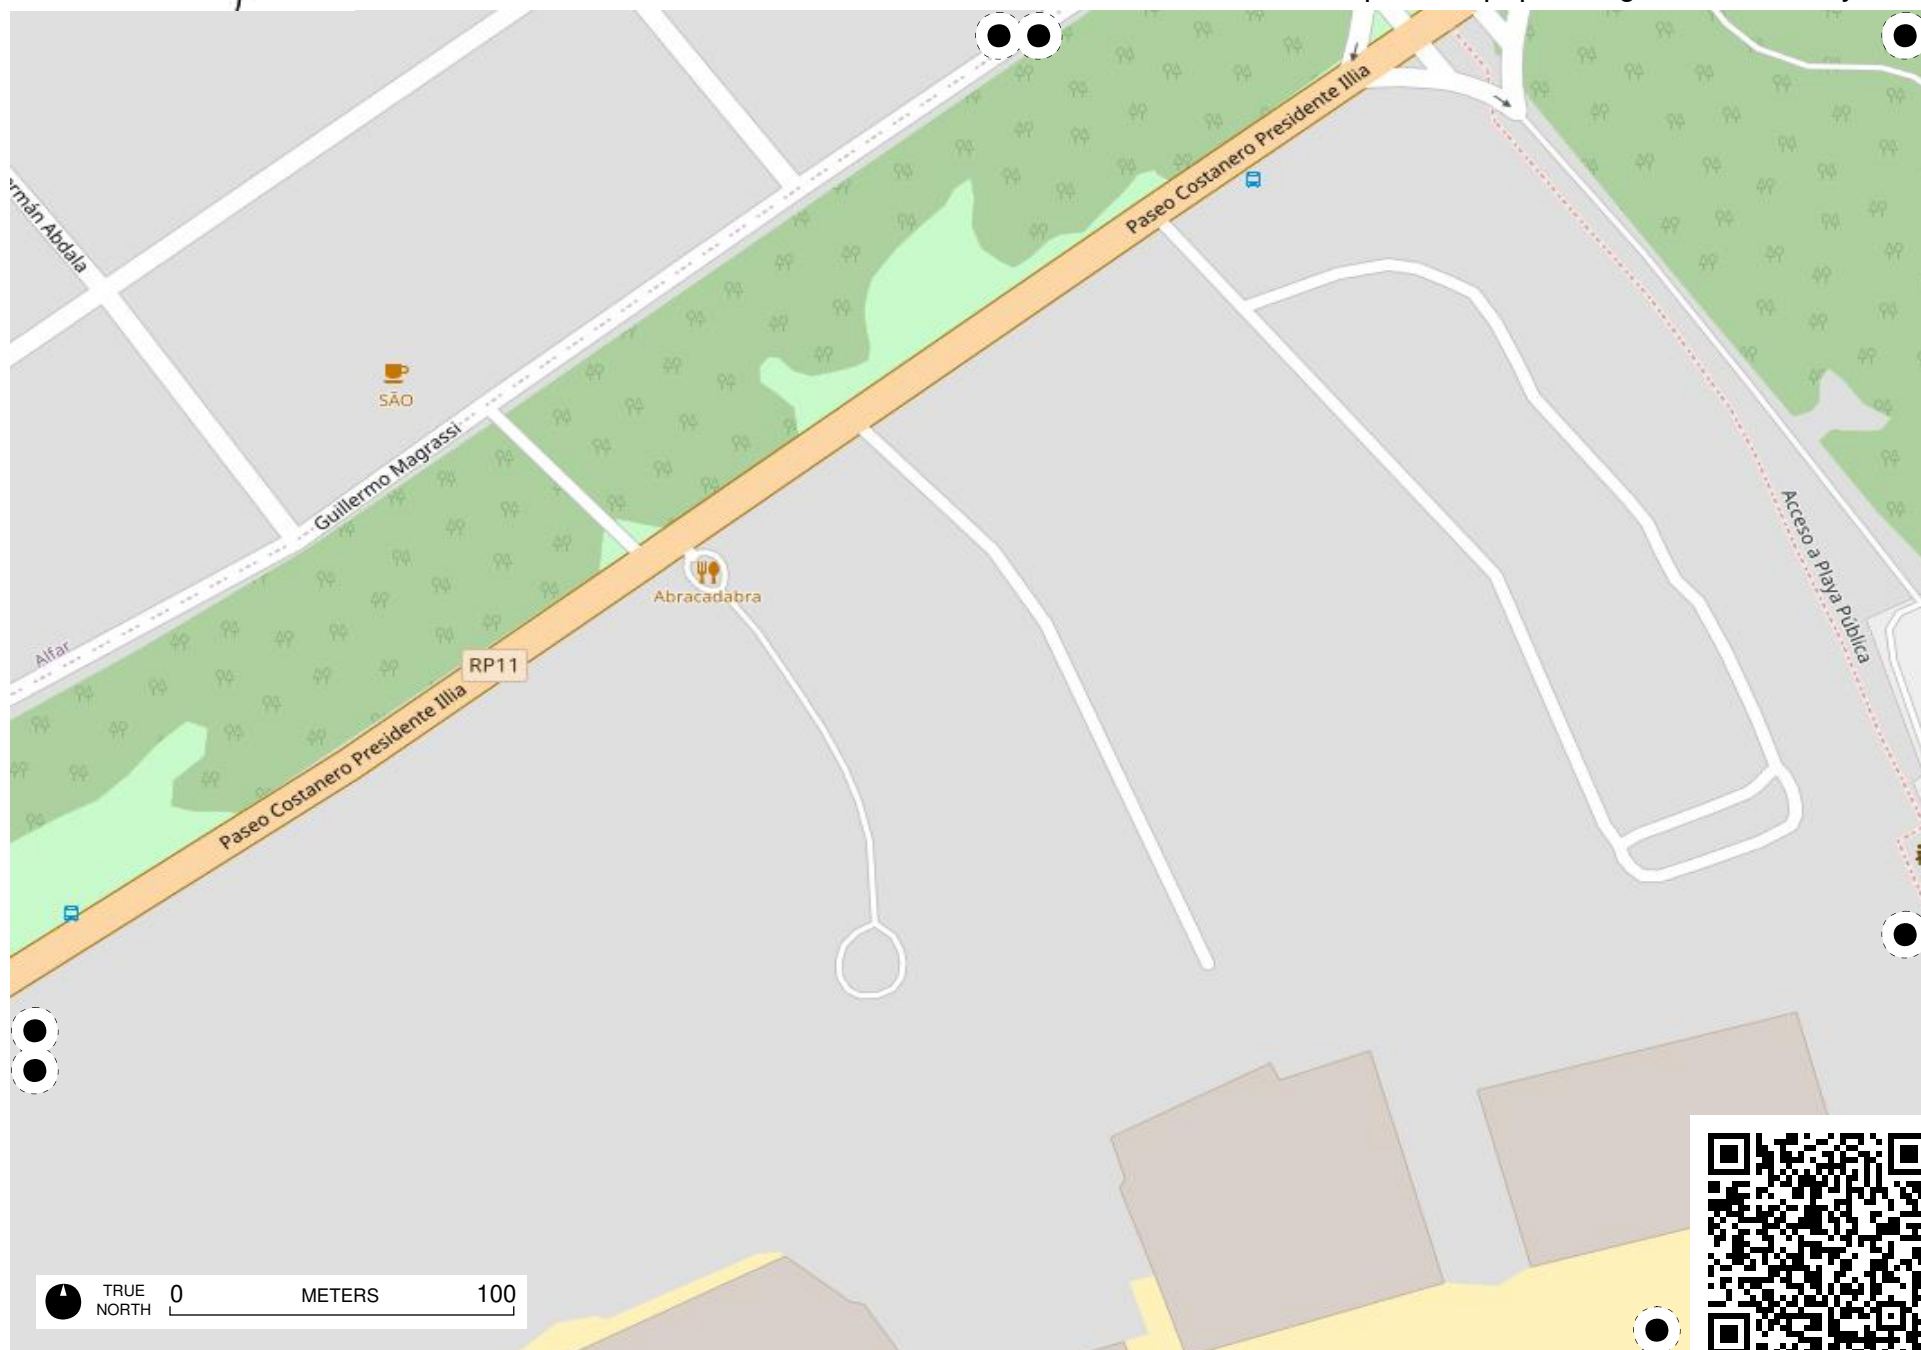 Paseo Costanero Presidente Illia
Abdala
SÃO
Guillermo Magrassi
Acceso a Playa Pública
Abracadabra
Alfar
RP11
Paseo Costanero Presidente Illia
TRUE NORTH
0 METERS 100